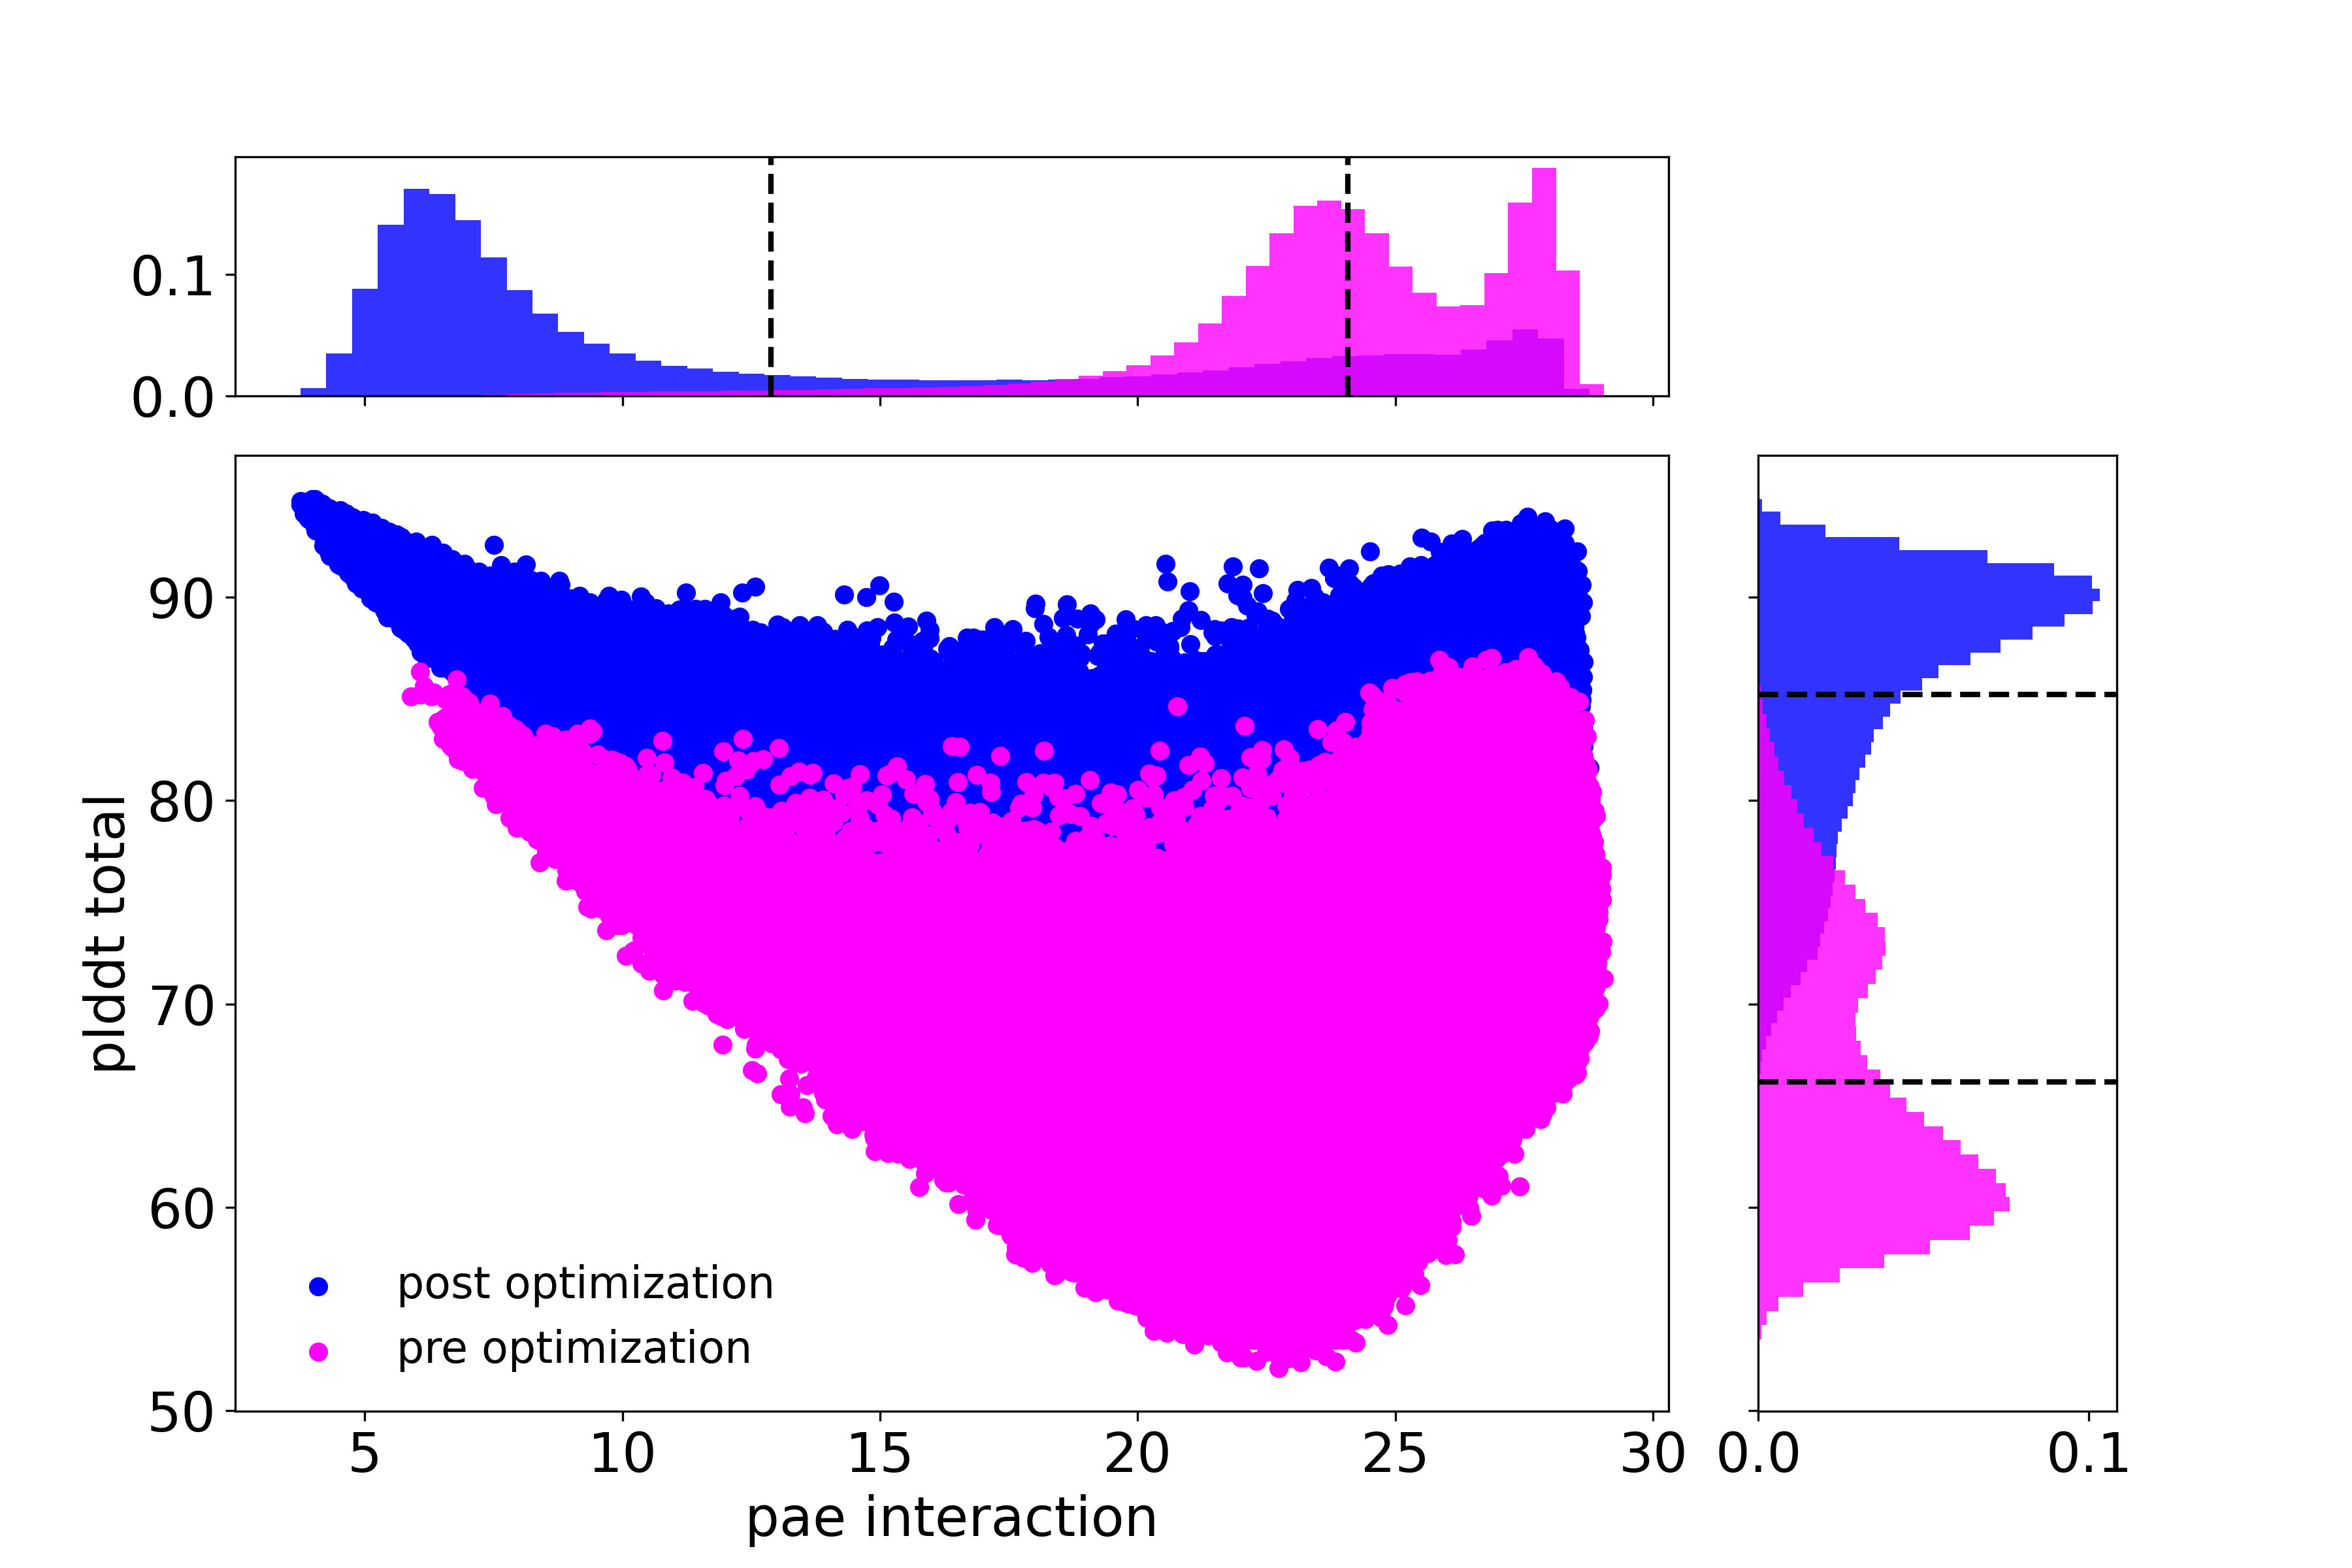 0.1
0.0
90
80
70
60
50
plddt total
post optimization
pre optimization
5 10 15 20 25 30
pae interaction
0.0 0.1